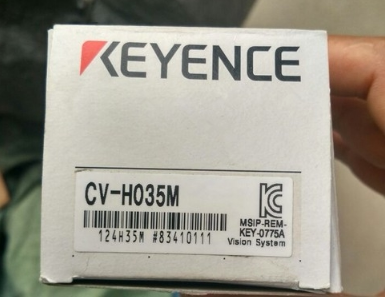 KEYENCE
CV-H035M
124H35M #83410111
MSIP-REM-
KEY-0775A
Vision System